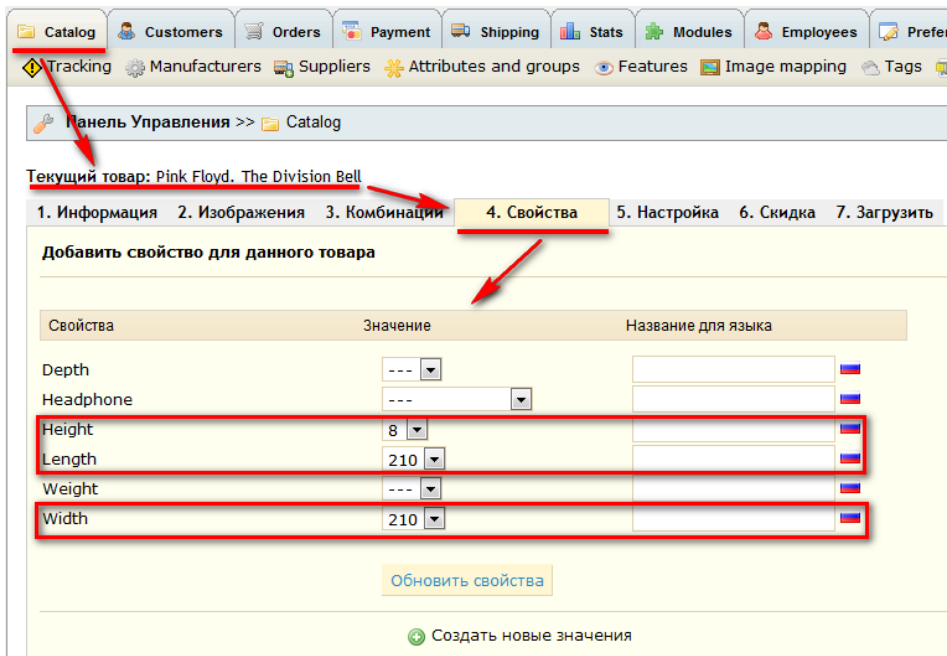 Catalog Customers Orders Payment Shipping Stats Modules Employees Prefer
Tracking Manufacturers Suppliers Attributes and groups Features Image mapping Tags
Панель Управления >> Catalog
Текущий товар: Pink Floyd. The Division Bell
1. Информация 2. Изображения 3. Комбинации 4. Свойства 5. Настройка 6. Скидка 7. Загрузить
Добавить свойство для данного товара
Свойства Значение Название для языка
Depth ---
Headphone ---
Height 8
Length 210
Weight ---
Width 210
Обновить свойства
Создать новые значения